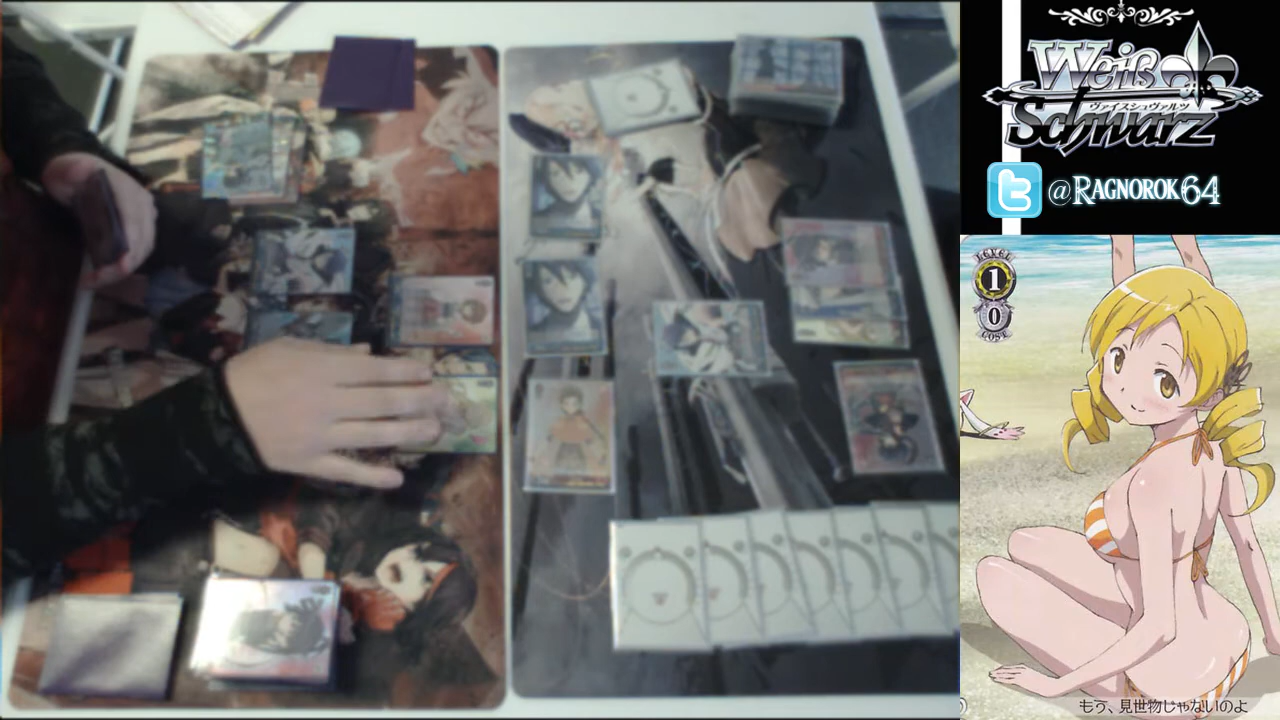 Weiß
ヴァイスシュヴァルツ
Schwarz
@Ragnorok64
LEVEL
1
0
COST
もう、見世物じゃないのよ